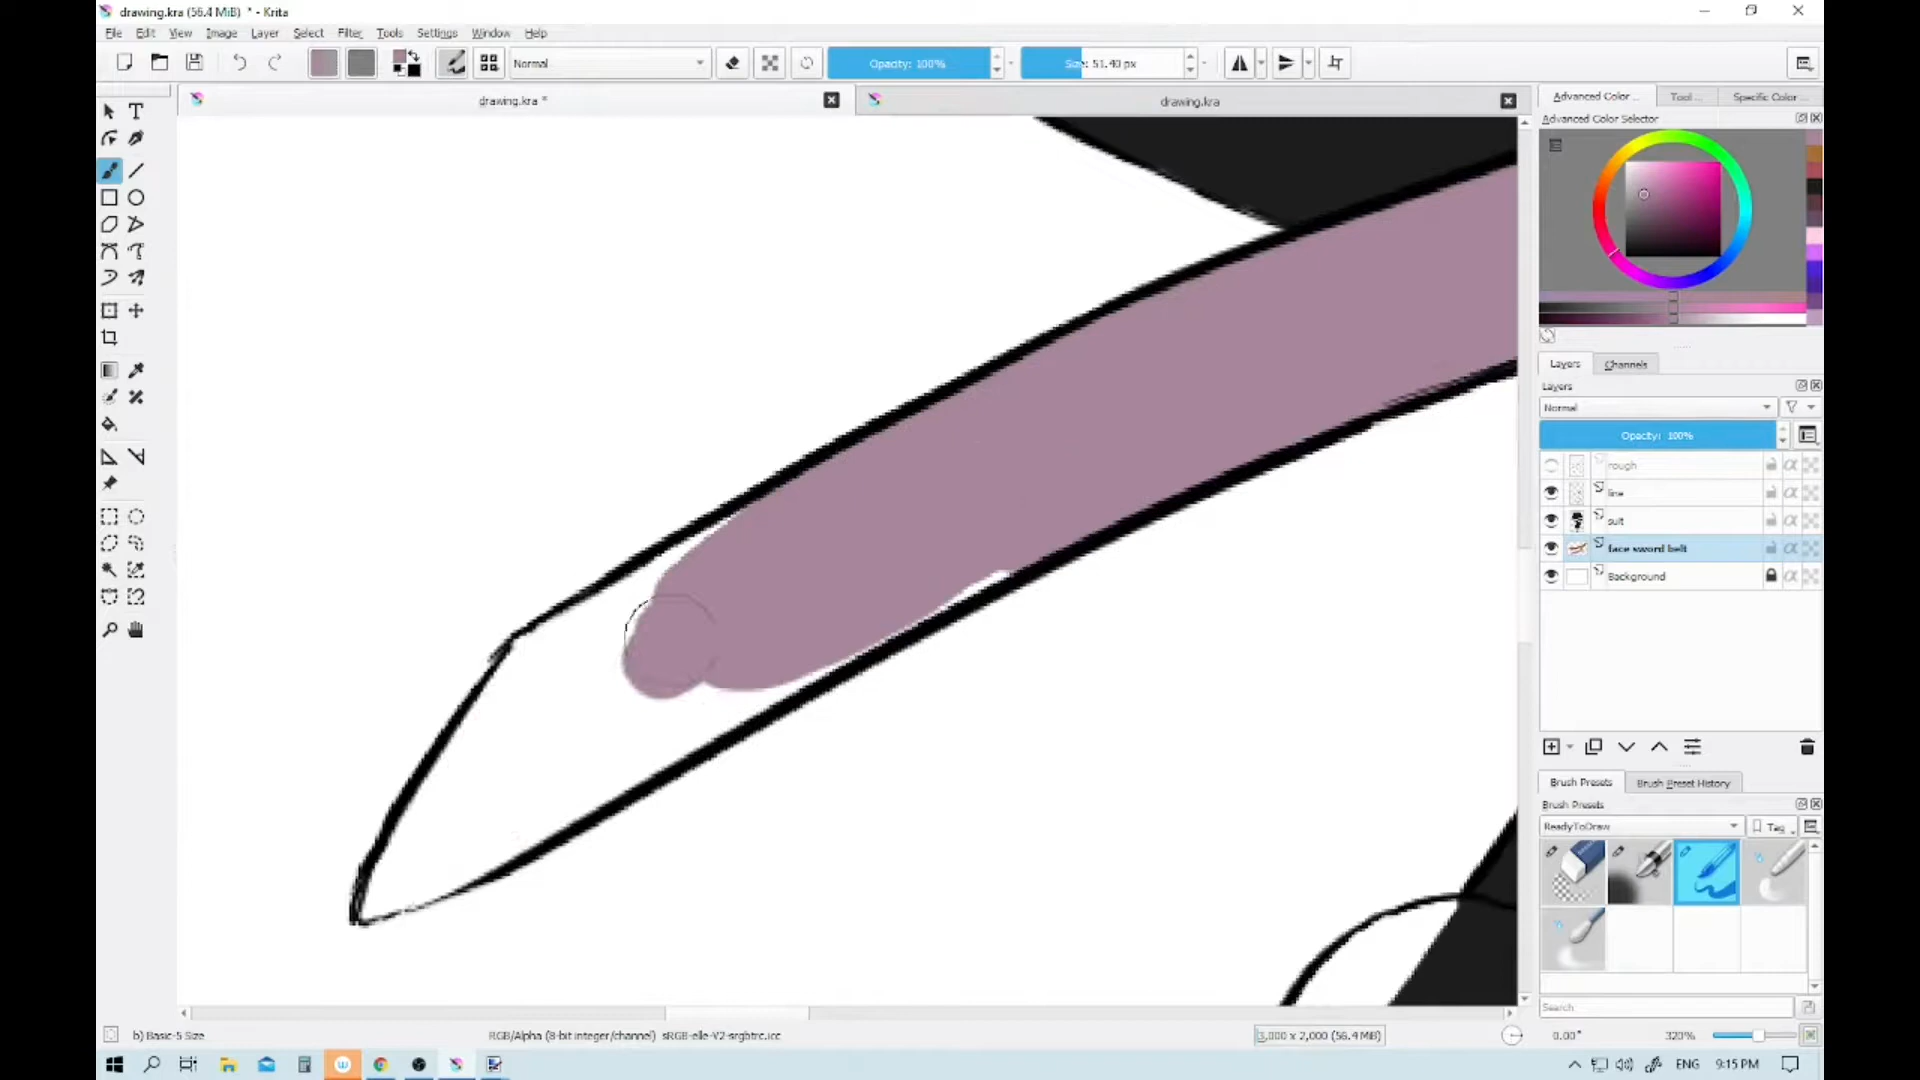 drawing.kra (56.4 MiB) * - Krita
File Edit View Image Layer Select Filter Tools Settings Window Help
Normal
Opacity: 100%
Size: 51.40 px
drawing.kra *
drawing.kra
Advanced Color ...
Tool ...
Specific Color ...
Advanced Color Selector
Layers
Channels
Layers
Normal
Opacity: 100%
rough
line
suit
face sword belt
Background
Brush Presets
Brush Preset History
Brush Presets
ReadyToDraw
Tag
Search
b) Basic-5 Size
RGB/Alpha (8-bit integer/channel) sRGB-elle-V2-srgbtrc.icc
3,000 x 2,000 (56.4 MiB)
0.00°
320%
ENG
9:15 PM